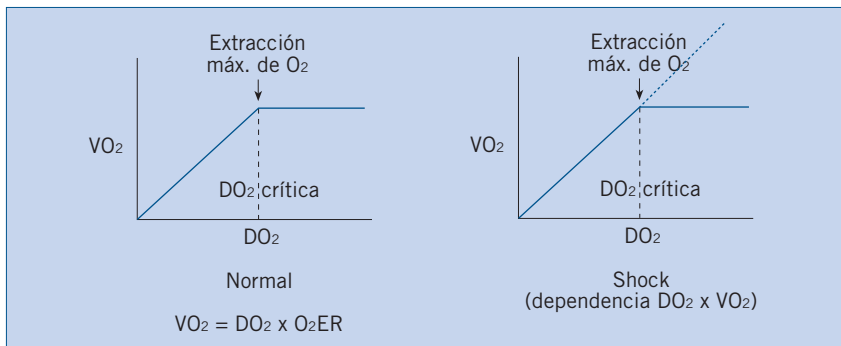 Extracción
máx. de O2
VO2
DO2 crítica
DO2
Normal
VO2 = DO2 x O2ER
Extracción
máx. de O2
VO2
DO2 crítica
DO2
Shock
(dependencia DO2 x VO2)